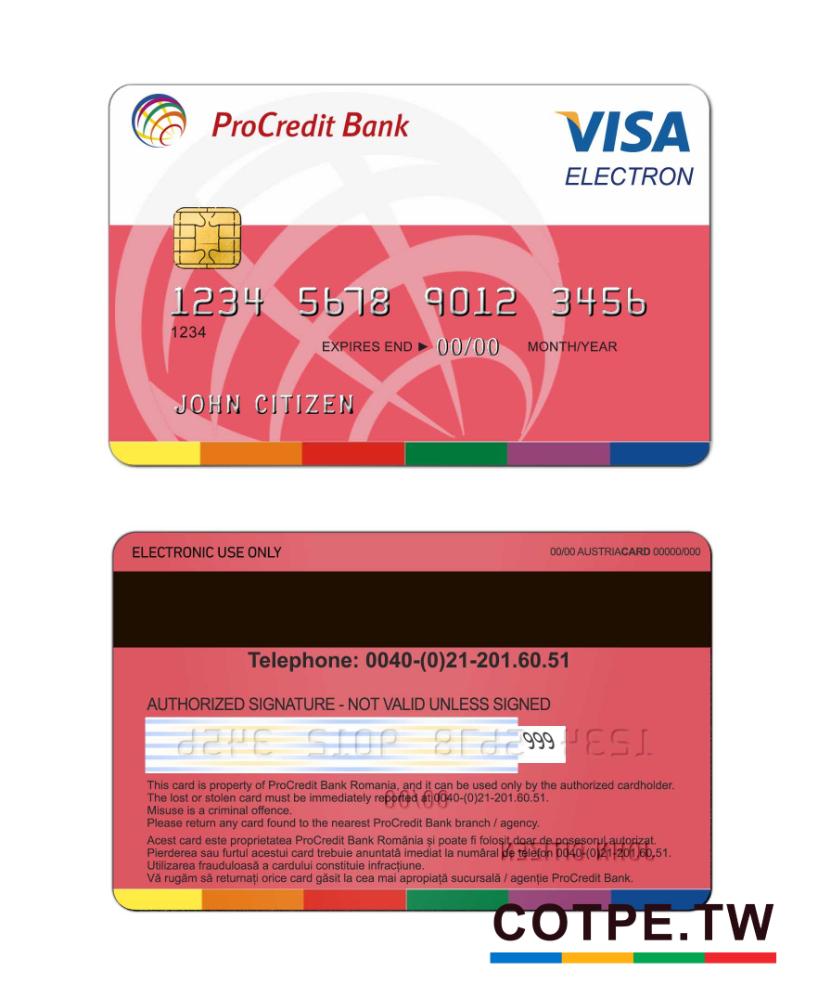 ProCredit Bank
VISA
ELECTRON
1234 5678 9012 3456
1234
EXPIRES END ▶ 00/00 MONTH/YEAR
JOHN CITIZEN
ELECTRONIC USE ONLY
00/00 AUSTRIACARD 00000/000
Telephone: 0040-(0)21-201.60.51
AUTHORIZED SIGNATURE - NOT VALID UNLESS SIGNED
999
This card is property of ProCredit Bank Romania, and it can be used only by the authorized cardholder.
The lost or stolen card must be immediately reported at 0040-(0)21-201.60.51.
Misuse is a criminal offence.
Please return any card found to the nearest ProCredit Bank branch / agency.
Acest card este proprietatea ProCredit Bank România și poate fi folosit doar de posesorul autorizat.
Pierderea sau furtul acestui card trebuie anuntată imediat la numărul de telefon 0040-(0)21-201.60.51.
Utilizarea frauduloasă a cardului constituie infracțiune.
Vă rugăm să returnați orice card găsit la cea mai apropiată sucursală / agenție ProCredit Bank.
COTPE.TW